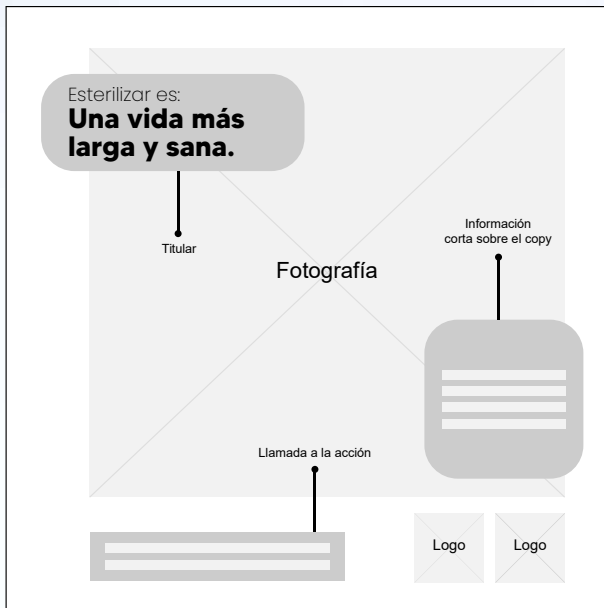 Esterilizar es:
Una vida más
larga y sana.
Titular
Información
corta sobre el copy
Fotografía
Llamada a la acción
Logo
Logo